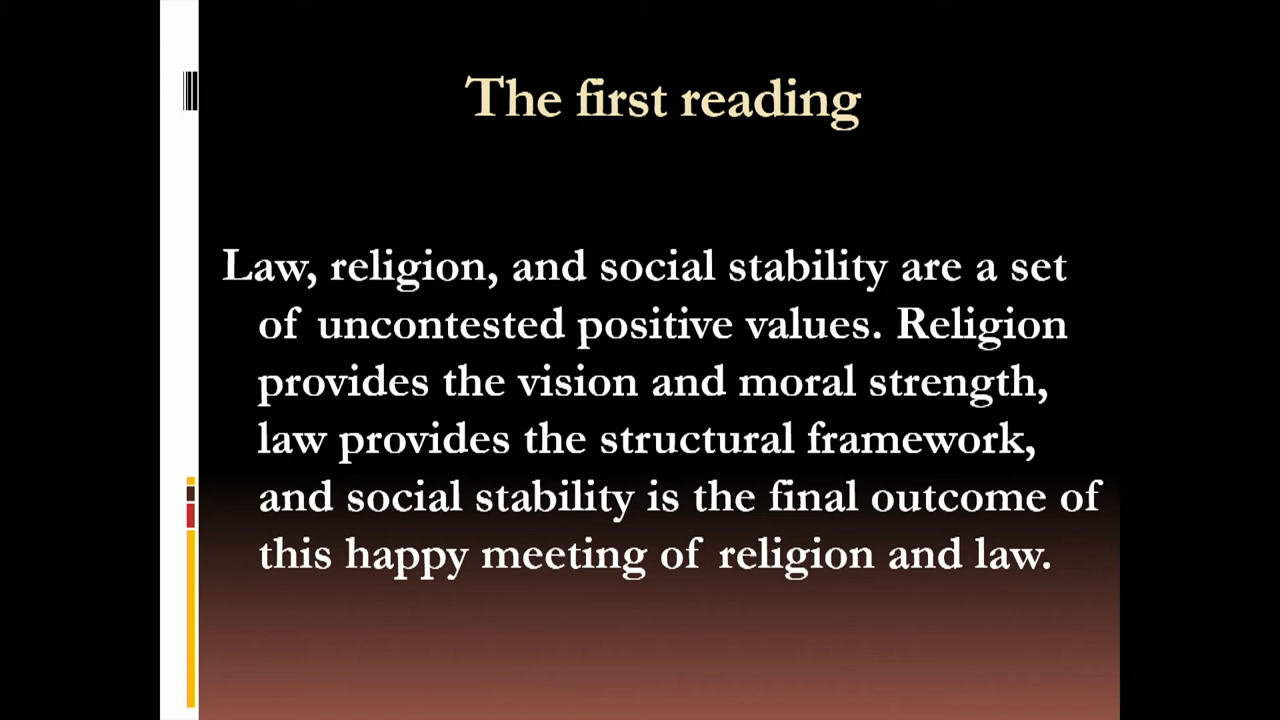 The first reading
Law, religion, and social stability are a set
of uncontested positive values. Religion
provides the vision and moral strength,
law provides the structural framework,
and social stability is the final outcome of
this happy meeting of religion and law.